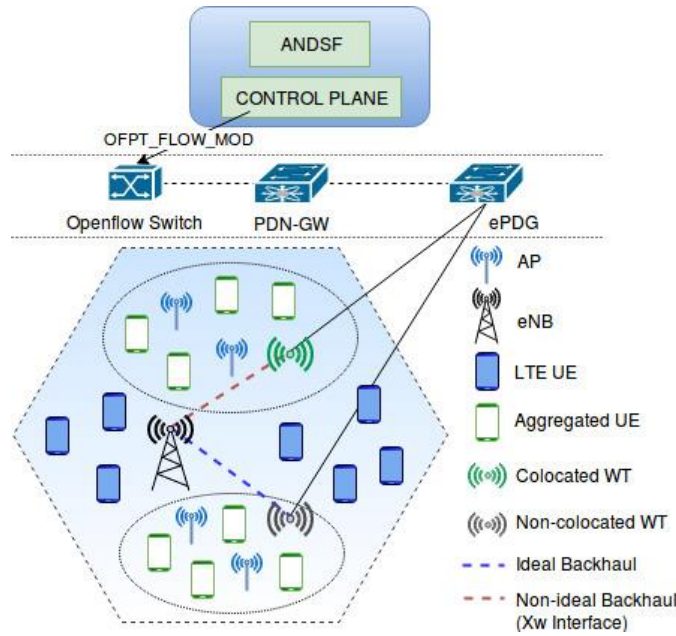 ANDSF
CONTROL PLANE
OFPT_FLOW_MOD
Openflow Switch
PDN-GW
ePDG
AP
eNB
LTE UE
Aggregated UE
Colocated WT
Non-colocated WT
Ideal Backhaul
Non-ideal Backhaul
(Xw Interface)